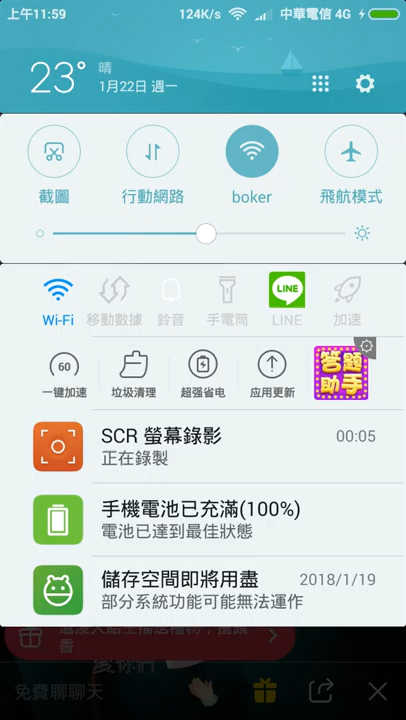 上午11:59 124K/s 中華電信 4G
23° 晴
1月22日 週一
截圖 行動網路 boker 飛航模式
Wi-Fi 移動數據 鈴音 手電筒 LINE 加速
60
一键加速 垃圾清理 超强省电 应用更新 答题助手
SCR 螢幕錄影 00:05
正在錄製
手機電池已充滿(100%)
電池已達到最佳狀態
儲存空間即將用盡 2018/1/19
部分系統功能可能無法運作
香
愛你們
免費聊聊天